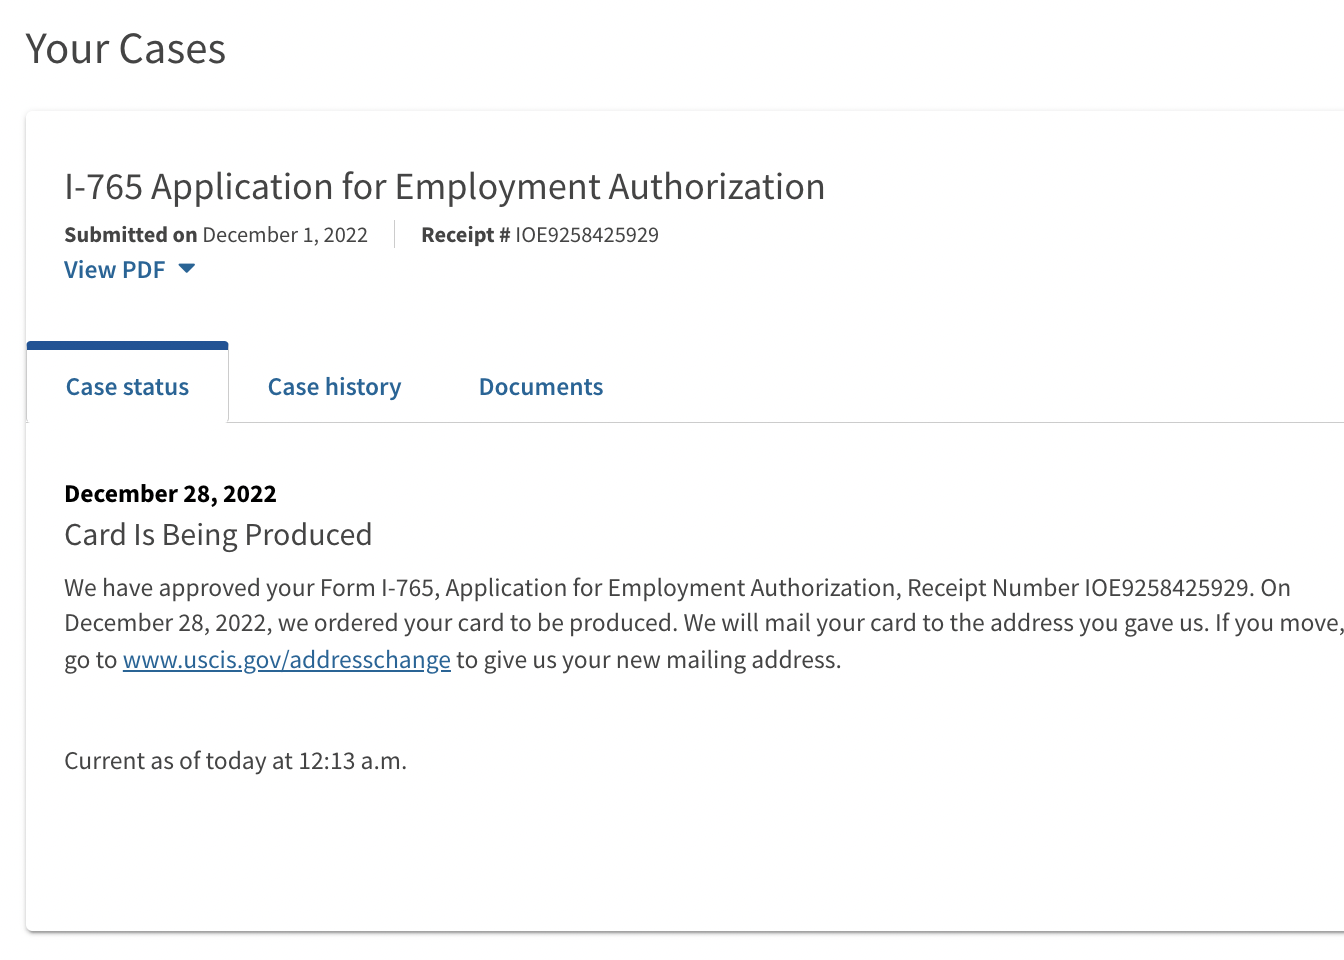 Your Cases
I-765 Application for Employment Authorization
Submitted on December 1, 2022 Receipt # IOE9258425929
View PDF
Case status Case history Documents
December 28, 2022
Card Is Being Produced
We have approved your Form I-765, Application for Employment Authorization, Receipt Number IOE9258425929. On
December 28, 2022, we ordered your card to be produced. We will mail your card to the address you gave us. If you move,
go to www.uscis.gov/addresschange to give us your new mailing address.
Current as of today at 12:13 a.m.